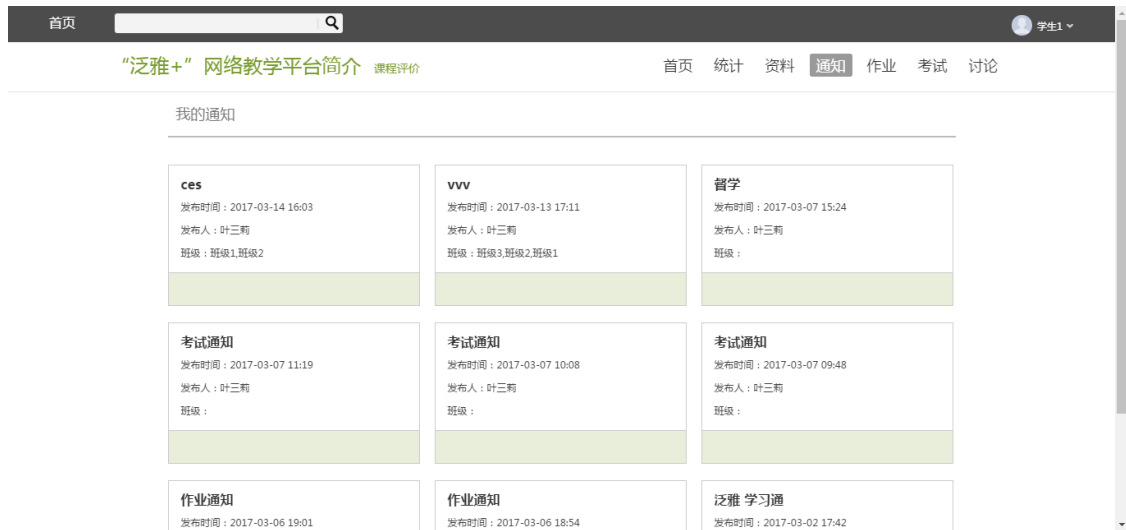 首页
学生1
“泛雅+”网络教学平台简介 课程评价
首页 统计 资料 通知 作业 考试 讨论
我的通知
ces
发布时间：2017-03-14 16:03
发布人：叶三莉
班级：班级1,班级2
vvv
发布时间：2017-03-13 17:11
发布人：叶三莉
班级：班级3,班级2,班级1
督学
发布时间：2017-03-07 15:24
发布人：叶三莉
班级：
考试通知
发布时间：2017-03-07 11:19
发布人：叶三莉
班级：
考试通知
发布时间：2017-03-07 10:08
发布人：叶三莉
班级：
考试通知
发布时间：2017-03-07 09:48
发布人：叶三莉
班级：
作业通知
发布时间：2017-03-06 19:01
作业通知
发布时间：2017-03-06 18:54
泛雅 学习通
发布时间：2017-03-02 17:42